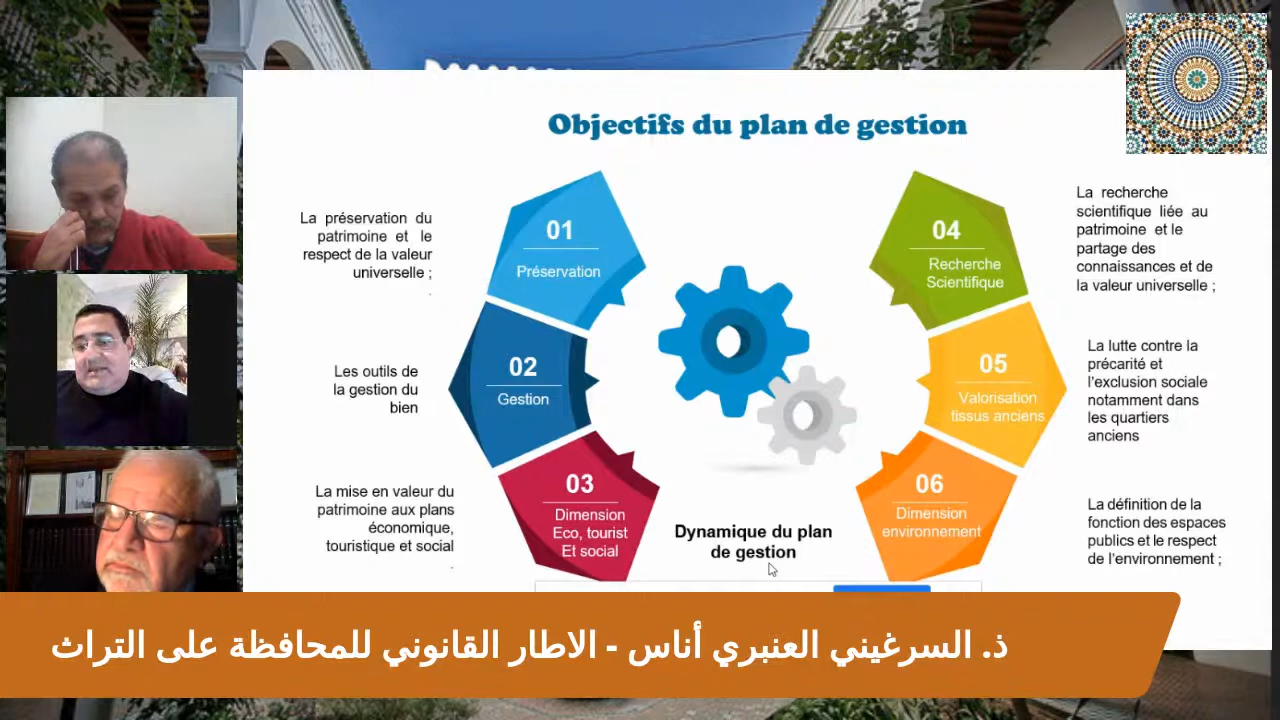 Objectifs du plan de gestion
La préservation du
patrimoine et le
respect de la valeur
universelle ;
.
01
Préservation
Les outils de
la gestion du
bien
02
Gestion
La mise en valeur du
patrimoine aux plans
économique,
touristique et social
.
03
Dimension
Eco, tourist
Et social
Dynamique du plan
de gestion
04
Recherche
Scientifique
La recherche
scientifique liée au
patrimoine et le
partage des
connaissances et de
la valeur universelle ;
05
Valorisation
tissus anciens
La lutte contre la
précarité et
l'exclusion sociale
notamment dans
les quartiers
anciens
06
Dimension
environnement
La définition de la
fonction des espaces
publics et le respect
de l'environnement ;
ذ. السرغيني العنبري أناس - الاطار القانوني للمحافظة على التراث